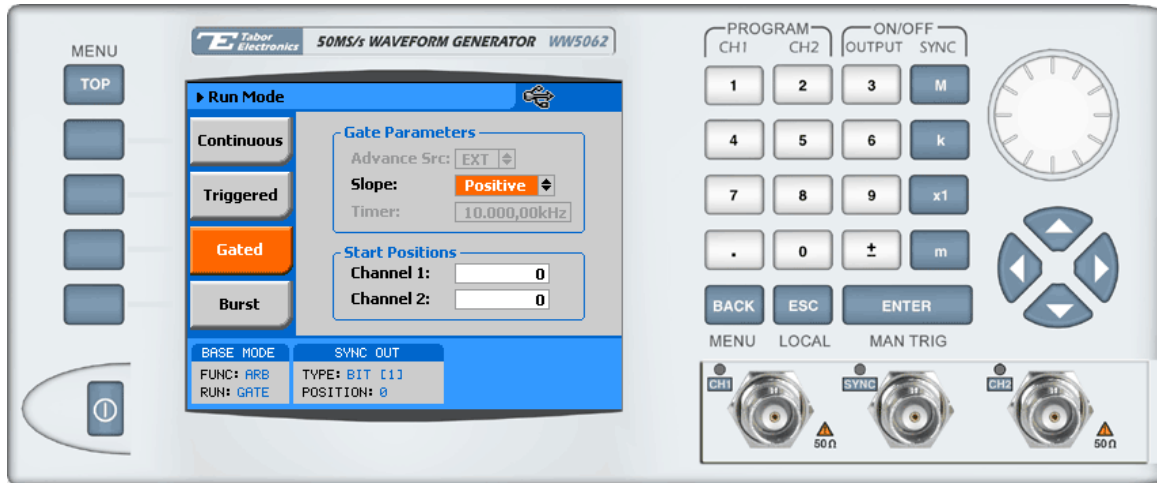 MENU
TOP
Tabor
Electronics
50MS/s WAVEFORM GENERATOR WW5062
Run Mode
Continuous
Triggered
Gated
Burst
Gate Parameters
Advance Src: EXT
Slope: Positive
Timer: 10.000,00kHz
Start Positions
Channel 1: 0
Channel 2: 0
BASE MODE
FUNC: ARB
RUN: GATE
SYNC OUT
TYPE: BIT [1]
POSITION: 0
PROGRAM
CH1 CH2
ON/OFF
OUTPUT SYNC
1 2 3 M
4 5 6 k
7 8 9 x1
. 0 ± m
BACK ESC ENTER
MENU LOCAL MAN TRIG
CH1
50Ω
SYNC
CH2
50Ω